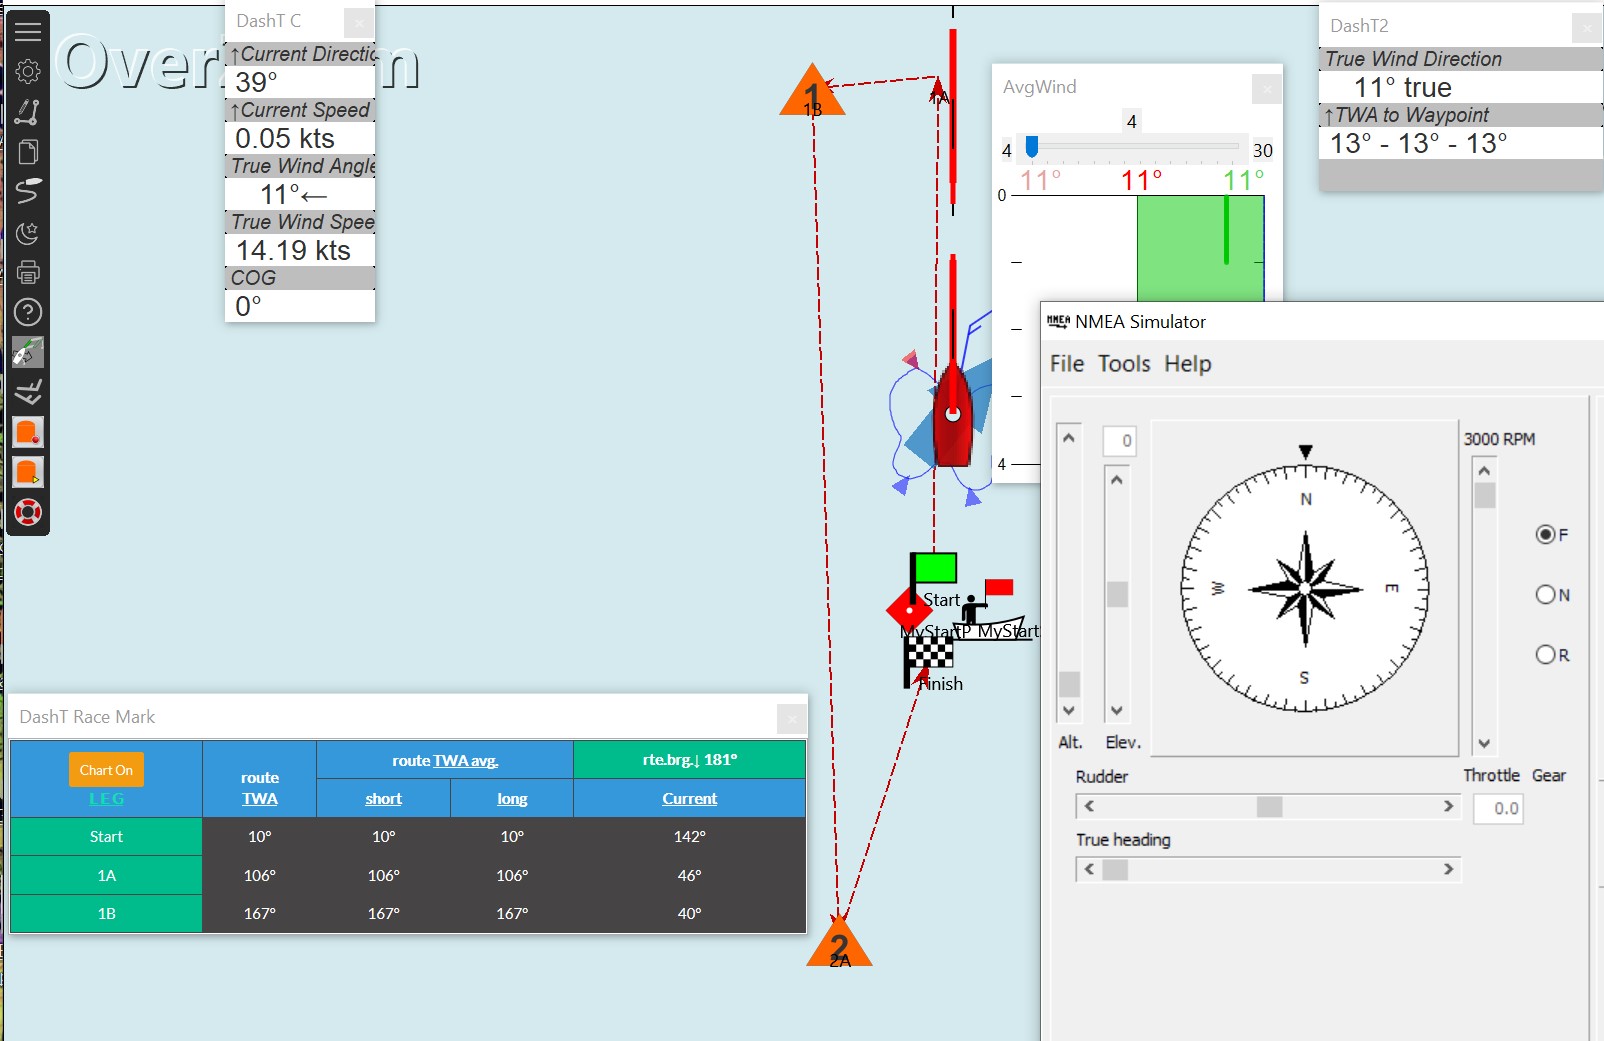 DashT C
↑Current Directic
39°
↑Current Speed
0.05 kts
True Wind Angle
11°←
True Wind Spee
14.19 kts
COG
0°
1
1B
1A
AvgWind
4
4
30
11° 11° 11°
0
4
DashT2
True Wind Direction
11° true
↑TWA to Waypoint
13° - 13° - 13°
NMEA NMEA Simulator
File Tools Help
0
3000 RPM
N
W
E
S
F
N
R
Alt. Elev.
Rudder
Throttle Gear
0.0
True heading
Start
MyStartP MyStart
Finish
2
2A
DashT Race Mark
Chart On
LEG
route
TWA
route TWA avg.
short long
rte.brg.↓ 181°
Current
Start 10° 10° 10° 142°
1A 106° 106° 106° 46°
1B 167° 167° 167° 40°